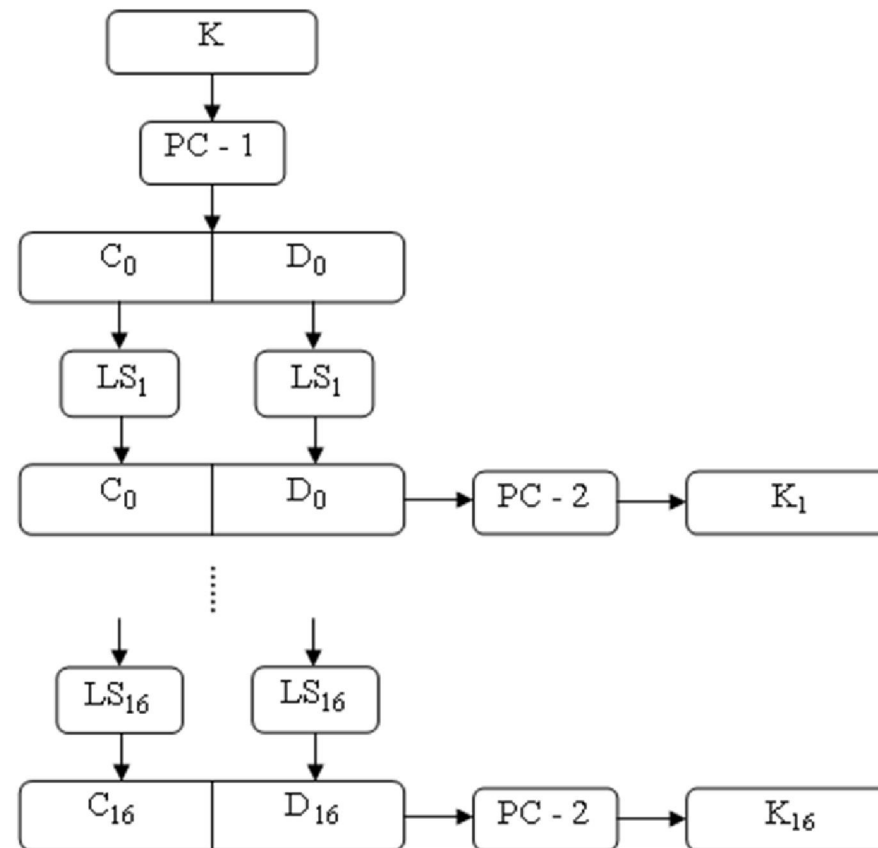 K
PC - 1
C₀ D₀
LS₁ LS₁
C₀ D₀ PC - 2 K₁
LS₁₆ LS₁₆
C₁₆ D₁₆ PC - 2 K₁₆